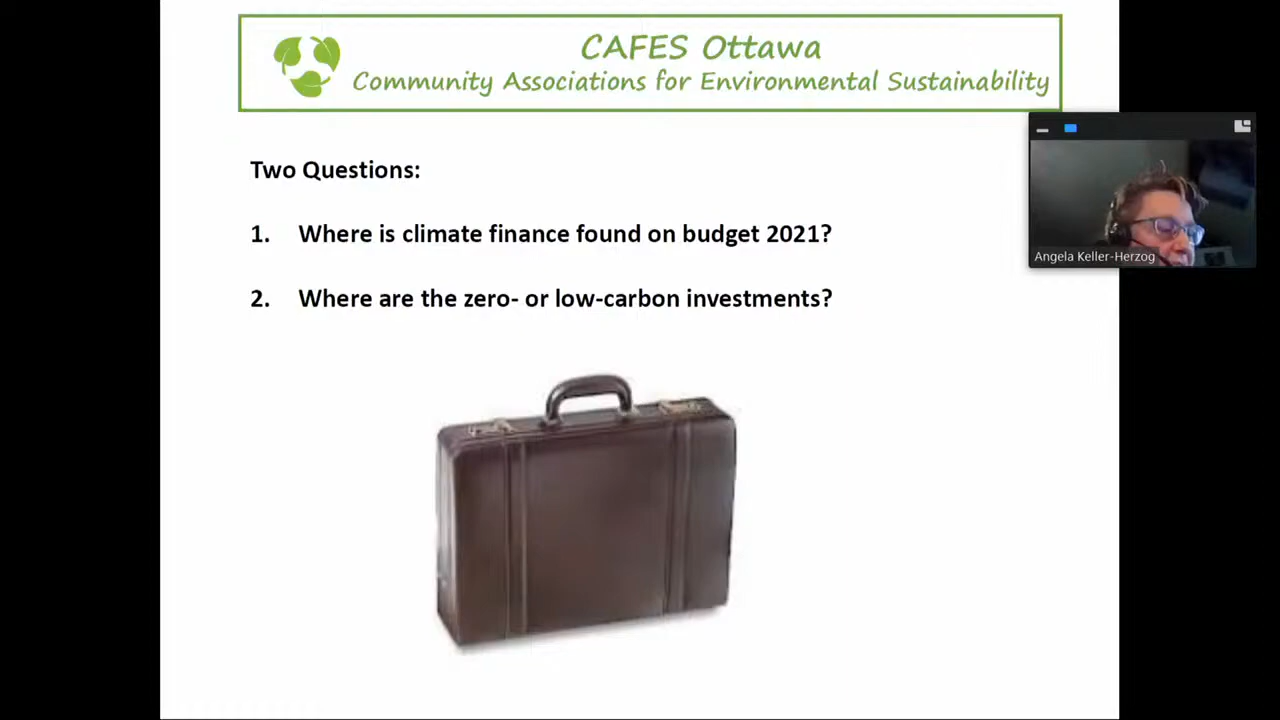 CAFES Ottawa
Community Associations for Environmental Sustainability
Two Questions:
1. Where is climate finance found on budget 2021?
2. Where are the zero- or low-carbon investments?
Angela Keller-Herzog